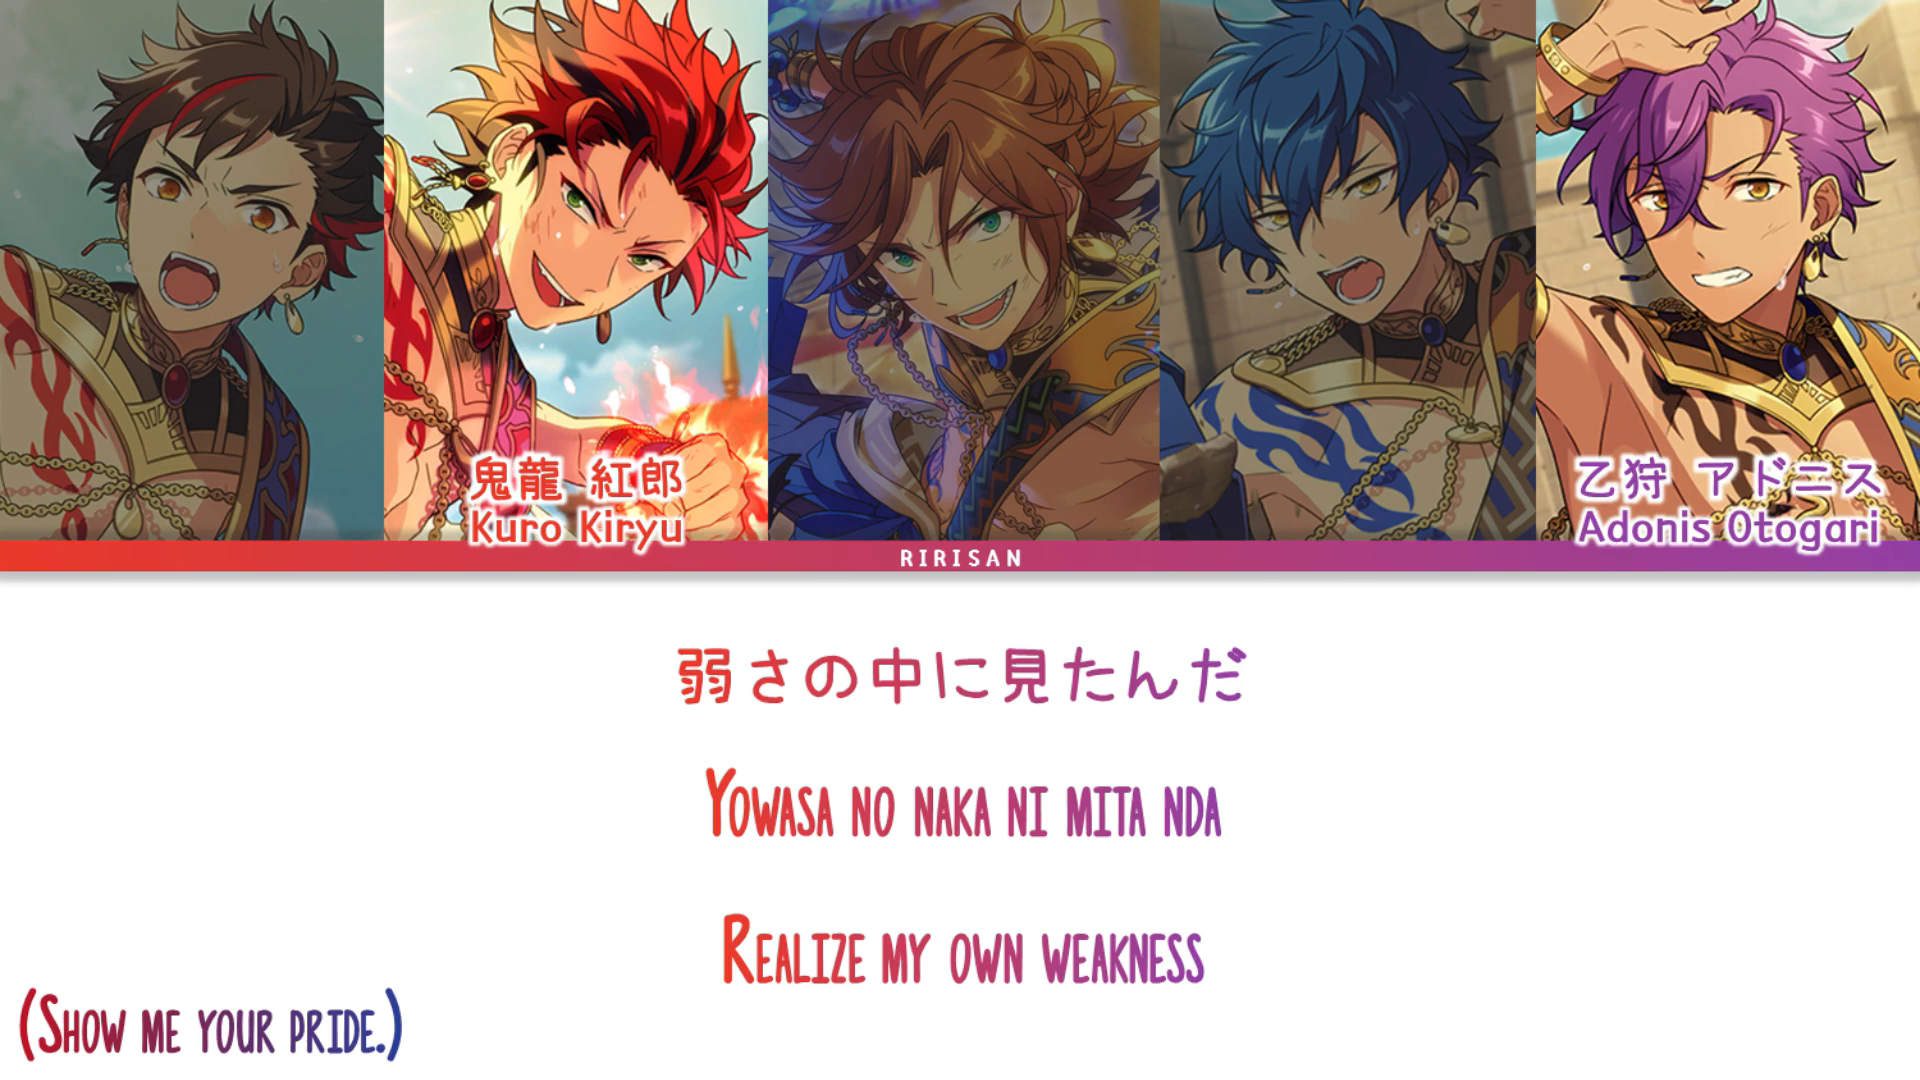 鬼龍 紅郎
Kuro Kiryu
乙狩 アドニス
Adonis Otogari
RIRISAN
弱さの中に見たんだ
Yowasa no naka ni mita nda
Realize my own weakness
(Show me your pride.)